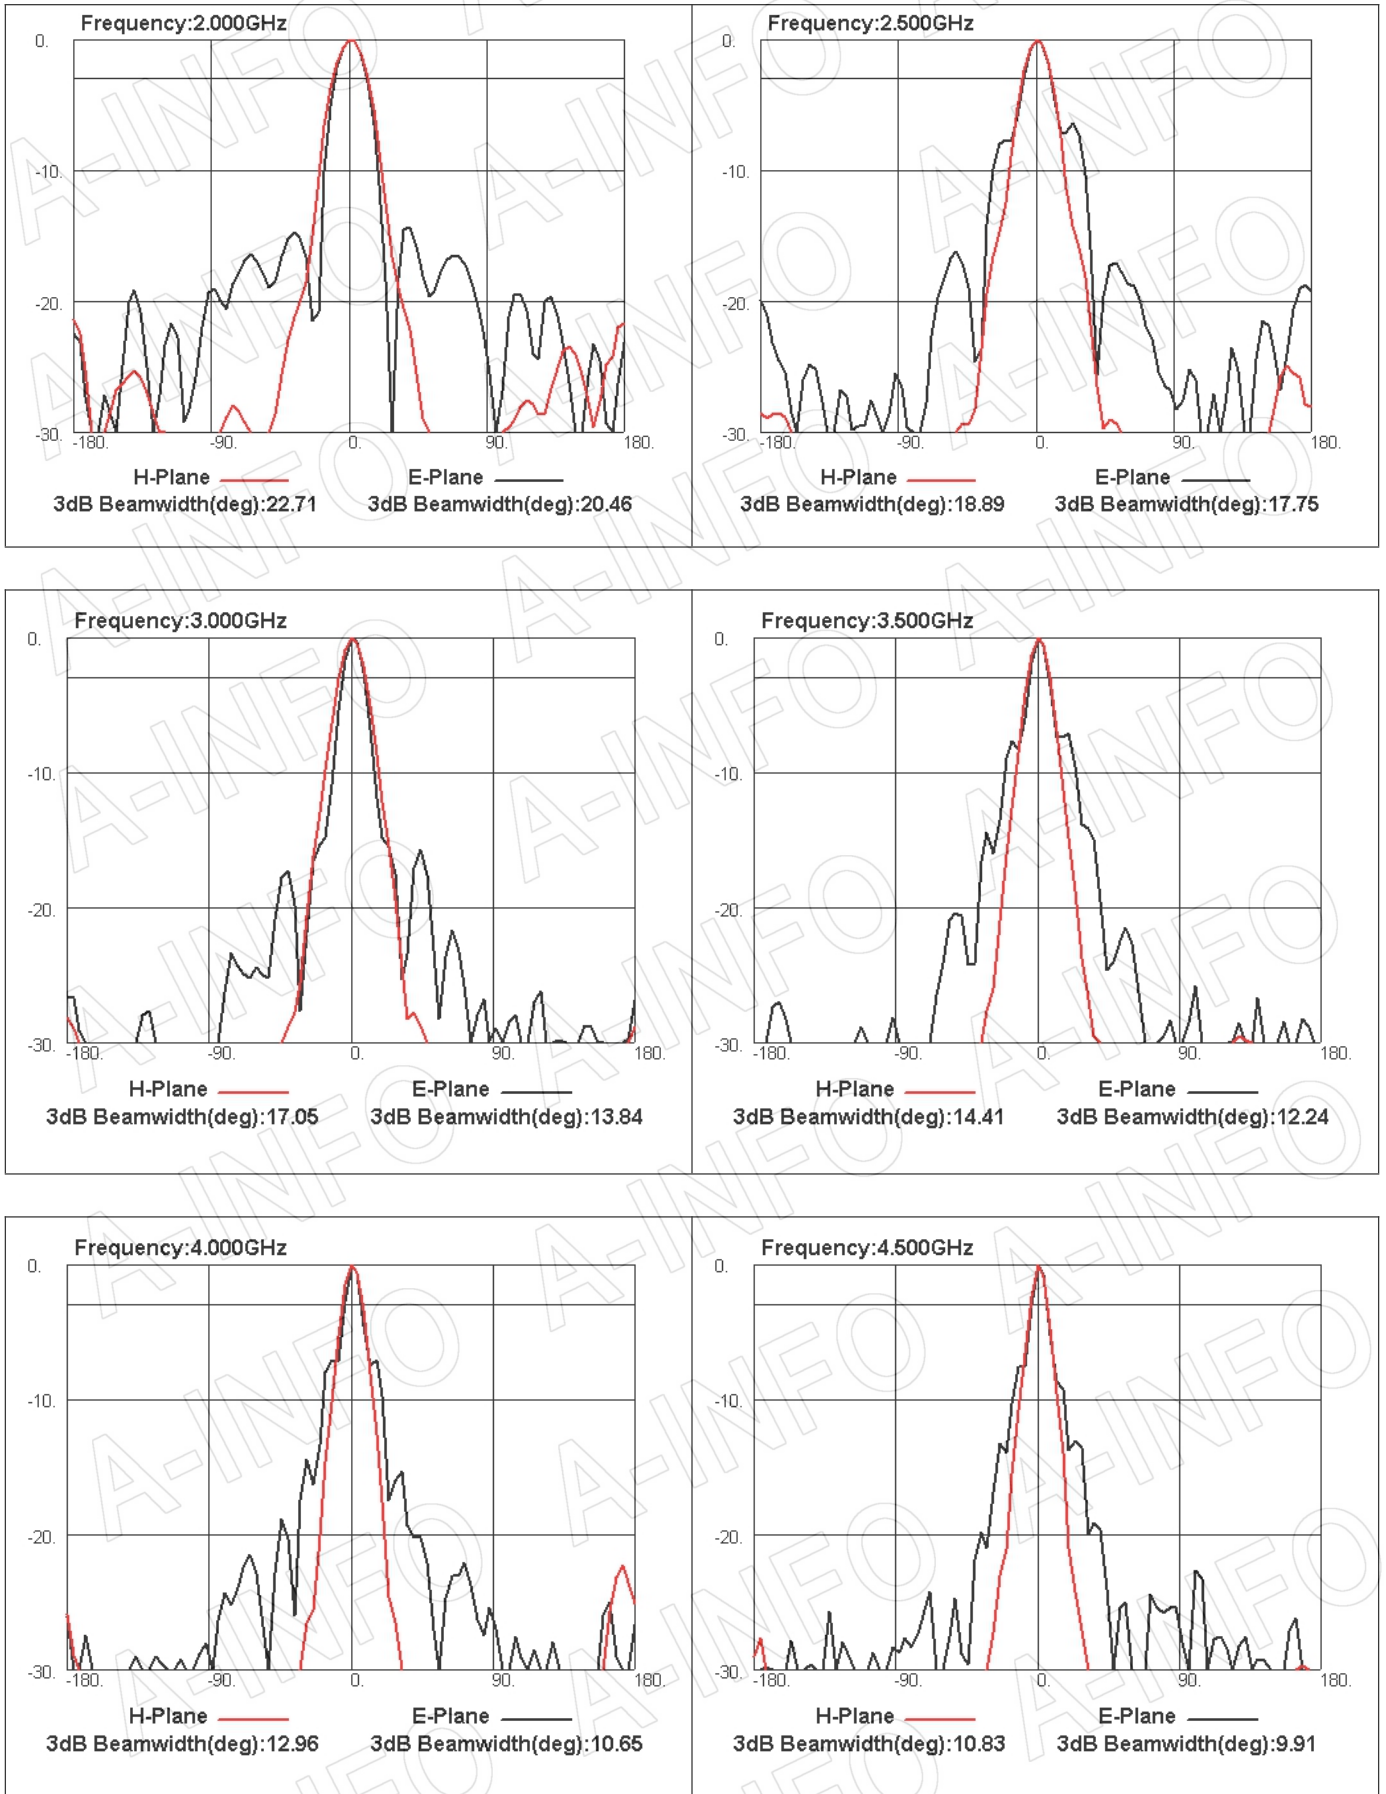 Frequency:2.000GHz
0.
-10.
-20.
-30.
-180.
-90.
0.
90.
180.
H-Plane
E-Plane
3dB Beamwidth(deg):22.71
3dB Beamwidth(deg):20.46
Frequency:2.500GHz
0.
-10.
-20.
-30.
-180.
-90.
0.
90.
180.
H-Plane
E-Plane
3dB Beamwidth(deg):18.89
3dB Beamwidth(deg):17.75
Frequency:3.000GHz
0.
-10.
-20.
-30.
-180.
-90.
0.
90.
180.
H-Plane
E-Plane
3dB Beamwidth(deg):17.05
3dB Beamwidth(deg):13.84
Frequency:3.500GHz
0.
-10.
-20.
-30.
-180.
-90.
0.
90.
180.
H-Plane
E-Plane
3dB Beamwidth(deg):14.41
3dB Beamwidth(deg):12.24
Frequency:4.000GHz
0.
-10.
-20.
-30.
-180.
-90.
0.
90.
180.
H-Plane
E-Plane
3dB Beamwidth(deg):12.96
3dB Beamwidth(deg):10.65
Frequency:4.500GHz
0.
-10.
-20.
-30.
-180.
-90.
0.
90.
180.
H-Plane
E-Plane
3dB Beamwidth(deg):10.83
3dB Beamwidth(deg):9.91
A-INFO